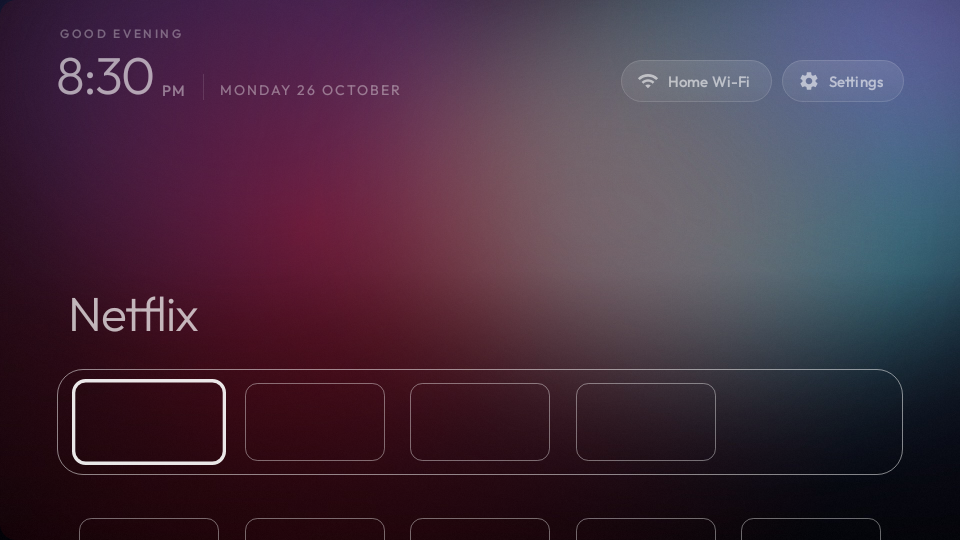 GOOD EVENING
8:30 PM
MONDAY 26 OCTOBER
Home Wi-Fi
Settings
Netflix